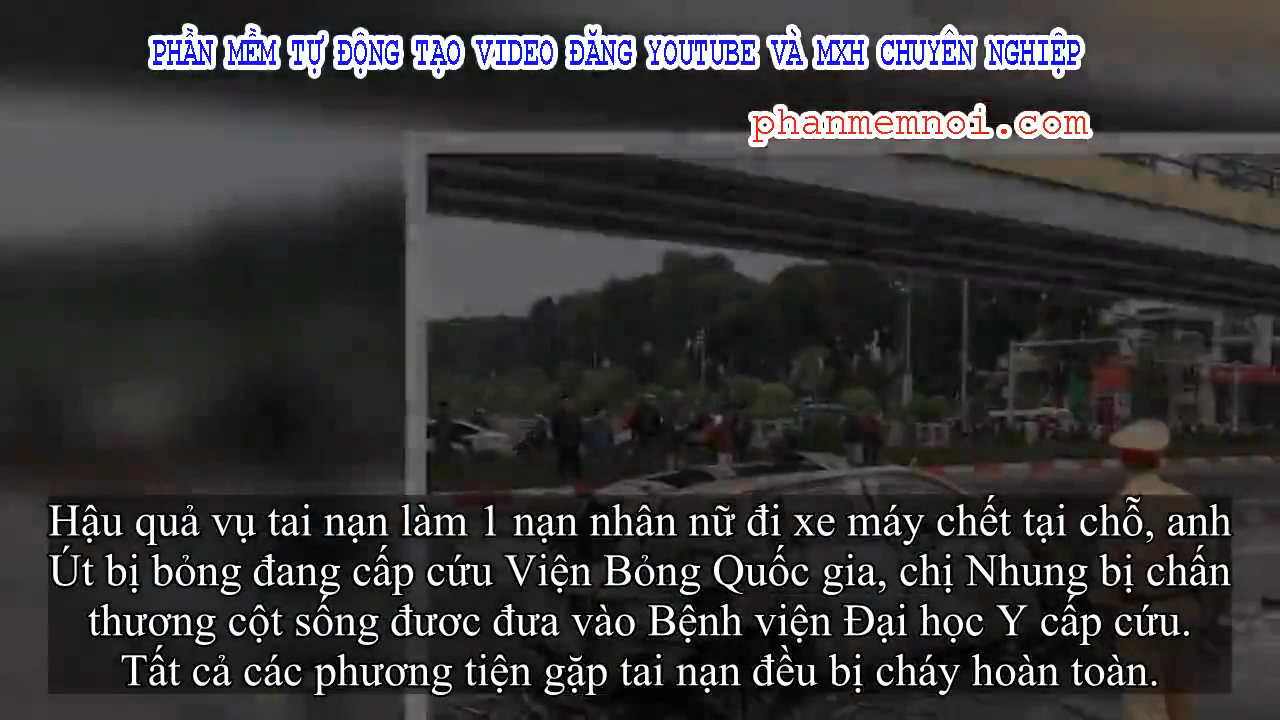 PHẦN MỀM TỰ ĐỘNG TẠO VIDEO ĐĂNG YOUTUBE VÀ MXH CHUYÊN NGHIỆP
phanmemnoi.com
Hậu quả vụ tai nạn làm 1 nạn nhân nữ đi xe máy chết tại chỗ, anh
Út bị bỏng đang cấp cứu Viện Bỏng Quốc gia, chị Nhung bị chấn
thương cột sống đươc đưa vào Bệnh viện Đại học Y cấp cứu.
Tất cả các phương tiện gặp tai nạn đều bị cháy hoàn toàn.